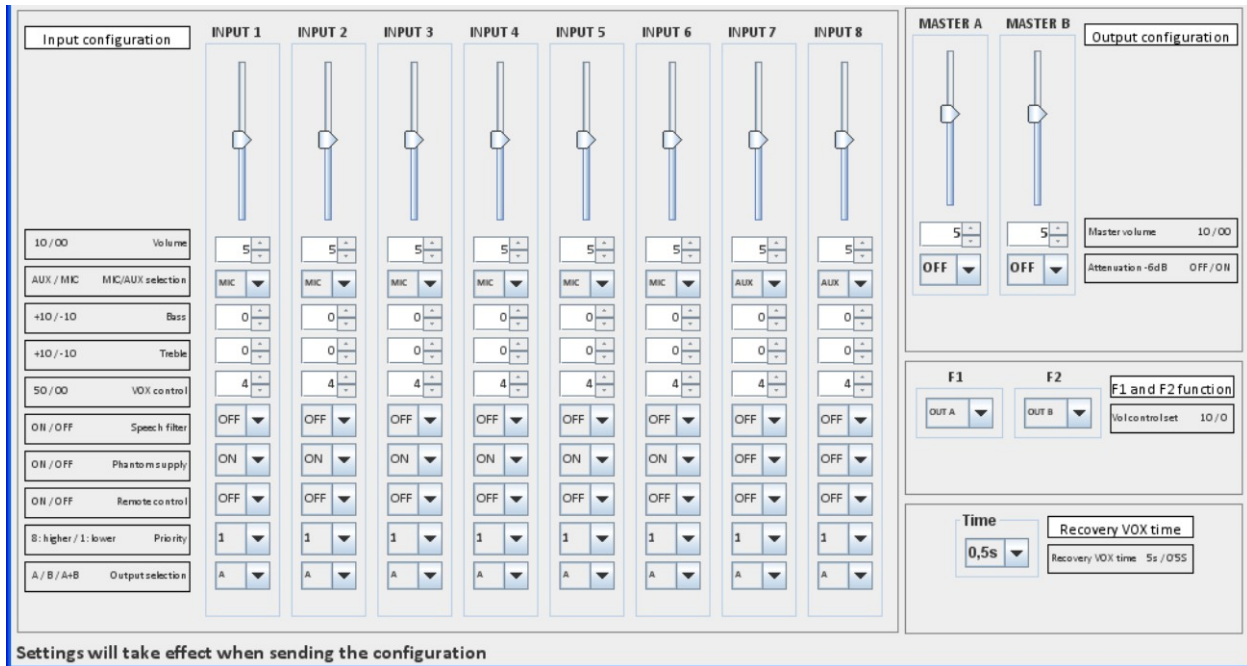 Input configuration
INPUT 1 INPUT 2 INPUT 3 INPUT 4 INPUT 5 INPUT 6 INPUT 7 INPUT 8
10/00 Volume 5 5 5 5 5 5 5 5
AUX / MIC MIC/AUX selection MIC MIC MIC MIC MIC MIC AUX AUX
+10/-10 Bass 0 0 0 0 0 0 0 0
+10/-10 Treble 0 0 0 0 0 0 0 0
50/00 VOX control 4 4 4 4 4 4 4 4
ON/OFF Speech filter OFF OFF OFF OFF OFF OFF OFF OFF
ON/OFF Phantom supply ON ON ON ON ON ON OFF OFF
ON/OFF Remote control OFF OFF OFF OFF OFF OFF OFF OFF
8: higher / 1: lower Priority 1 1 1 1 1 1 1 1
A / B / A+B Output selection A A A A A A A A
MASTER A MASTER B
Output configuration
5 5 Master volume 10/00
OFF OFF Attenuation -6dB OFF/ON
F1 F2
F1 and F2 function
OUT A OUT B Vol control set 10/0
Time
Recovery VOX time
0,5s Recovery VOX time 5s /0'5S
Settings will take effect when sending the configuration